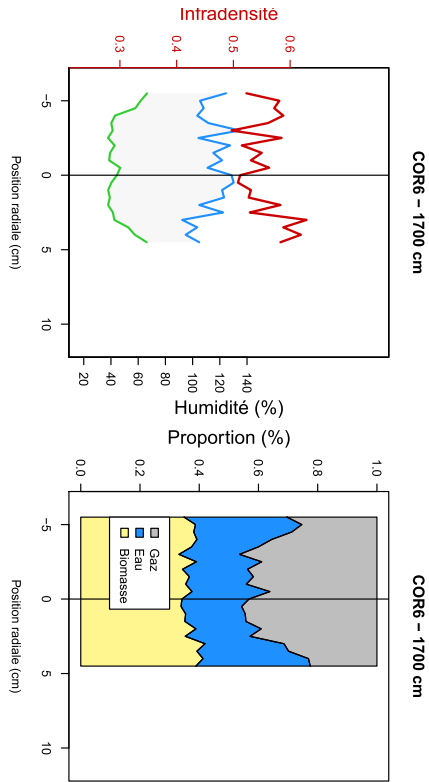 Infradensité
0.3 0.4 0.5 0.6
COR6 − 1700 cm
−5 0 5 10
Position radiale (cm)
20 40 60 80 100 120 140
Humidité (%)
Proportion (%)
0.0 0.2 0.4 0.6 0.8 1.0
COR6 − 1700 cm
Gaz
Eau
Biomasse
−5 0 5 10
Position radiale (cm)